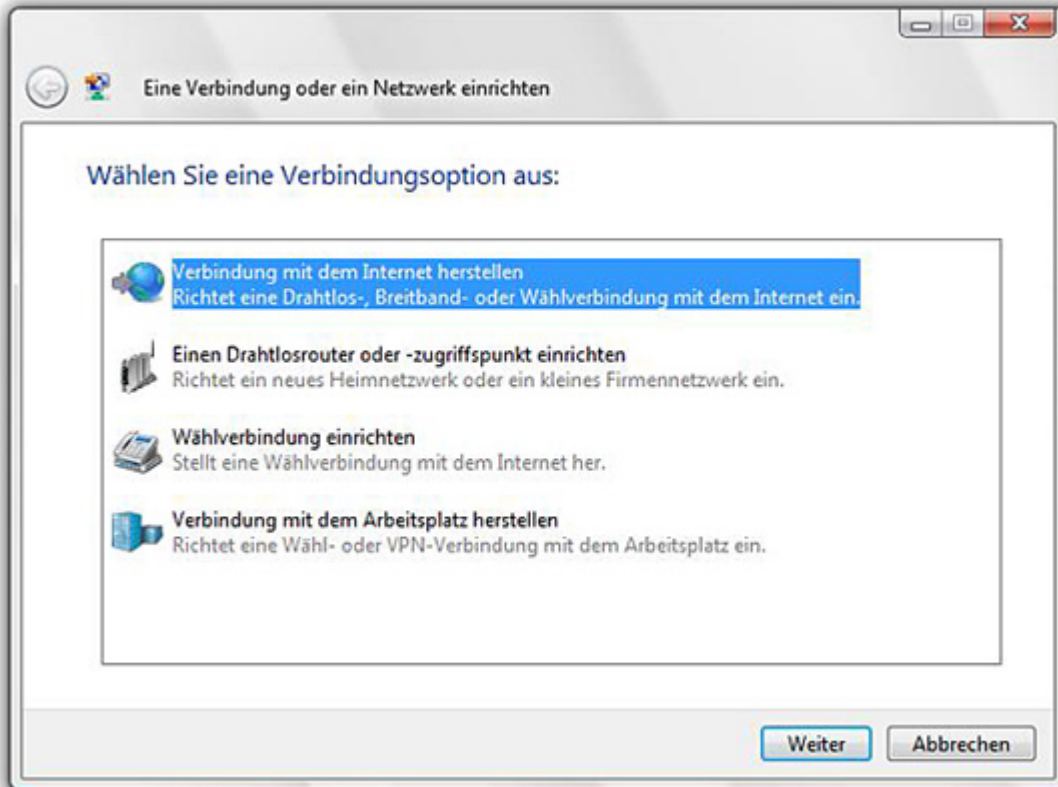 Eine Verbindung oder ein Netzwerk einrichten
Wählen Sie eine Verbindungsoption aus:
Verbindung mit dem Internet herstellen
Richtet eine Drahtlos-, Breitband- oder Wählverbindung mit dem Internet ein.
Einen Drahtlosrouter oder -zugriffspunkt einrichten
Richtet ein neues Heimnetzwerk oder ein kleines Firmennetzwerk ein.
Wählverbindung einrichten
Stellt eine Wählverbindung mit dem Internet her.
Verbindung mit dem Arbeitsplatz herstellen
Richtet eine Wähl- oder VPN-Verbindung mit dem Arbeitsplatz ein.
Weiter
Abbrechen